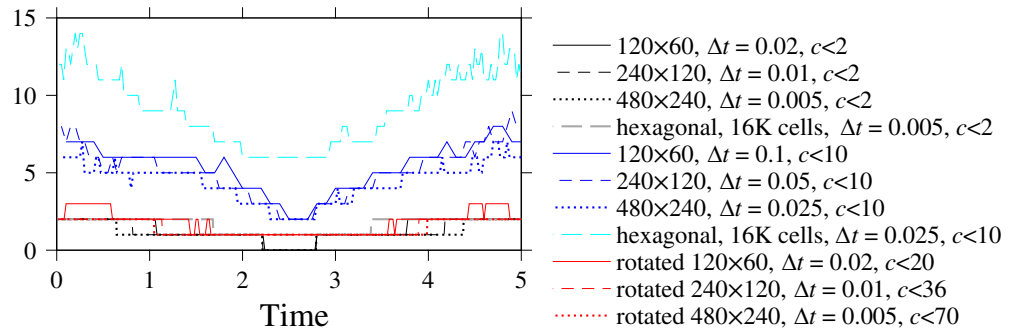 15
10
5
0
0 1 2 3 4 5
Time
120×60, Δt = 0.02, c<2
240×120, Δt = 0.01, c<2
480×240, Δt = 0.005, c<2
hexagonal, 16K cells, Δt = 0.005, c<2
120×60, Δt = 0.1, c<10
240×120, Δt = 0.05, c<10
480×240, Δt = 0.025, c<10
hexagonal, 16K cells, Δt = 0.025, c<10
rotated 120×60, Δt = 0.02, c<20
rotated 240×120, Δt = 0.01, c<36
rotated 480×240, Δt = 0.005, c<70